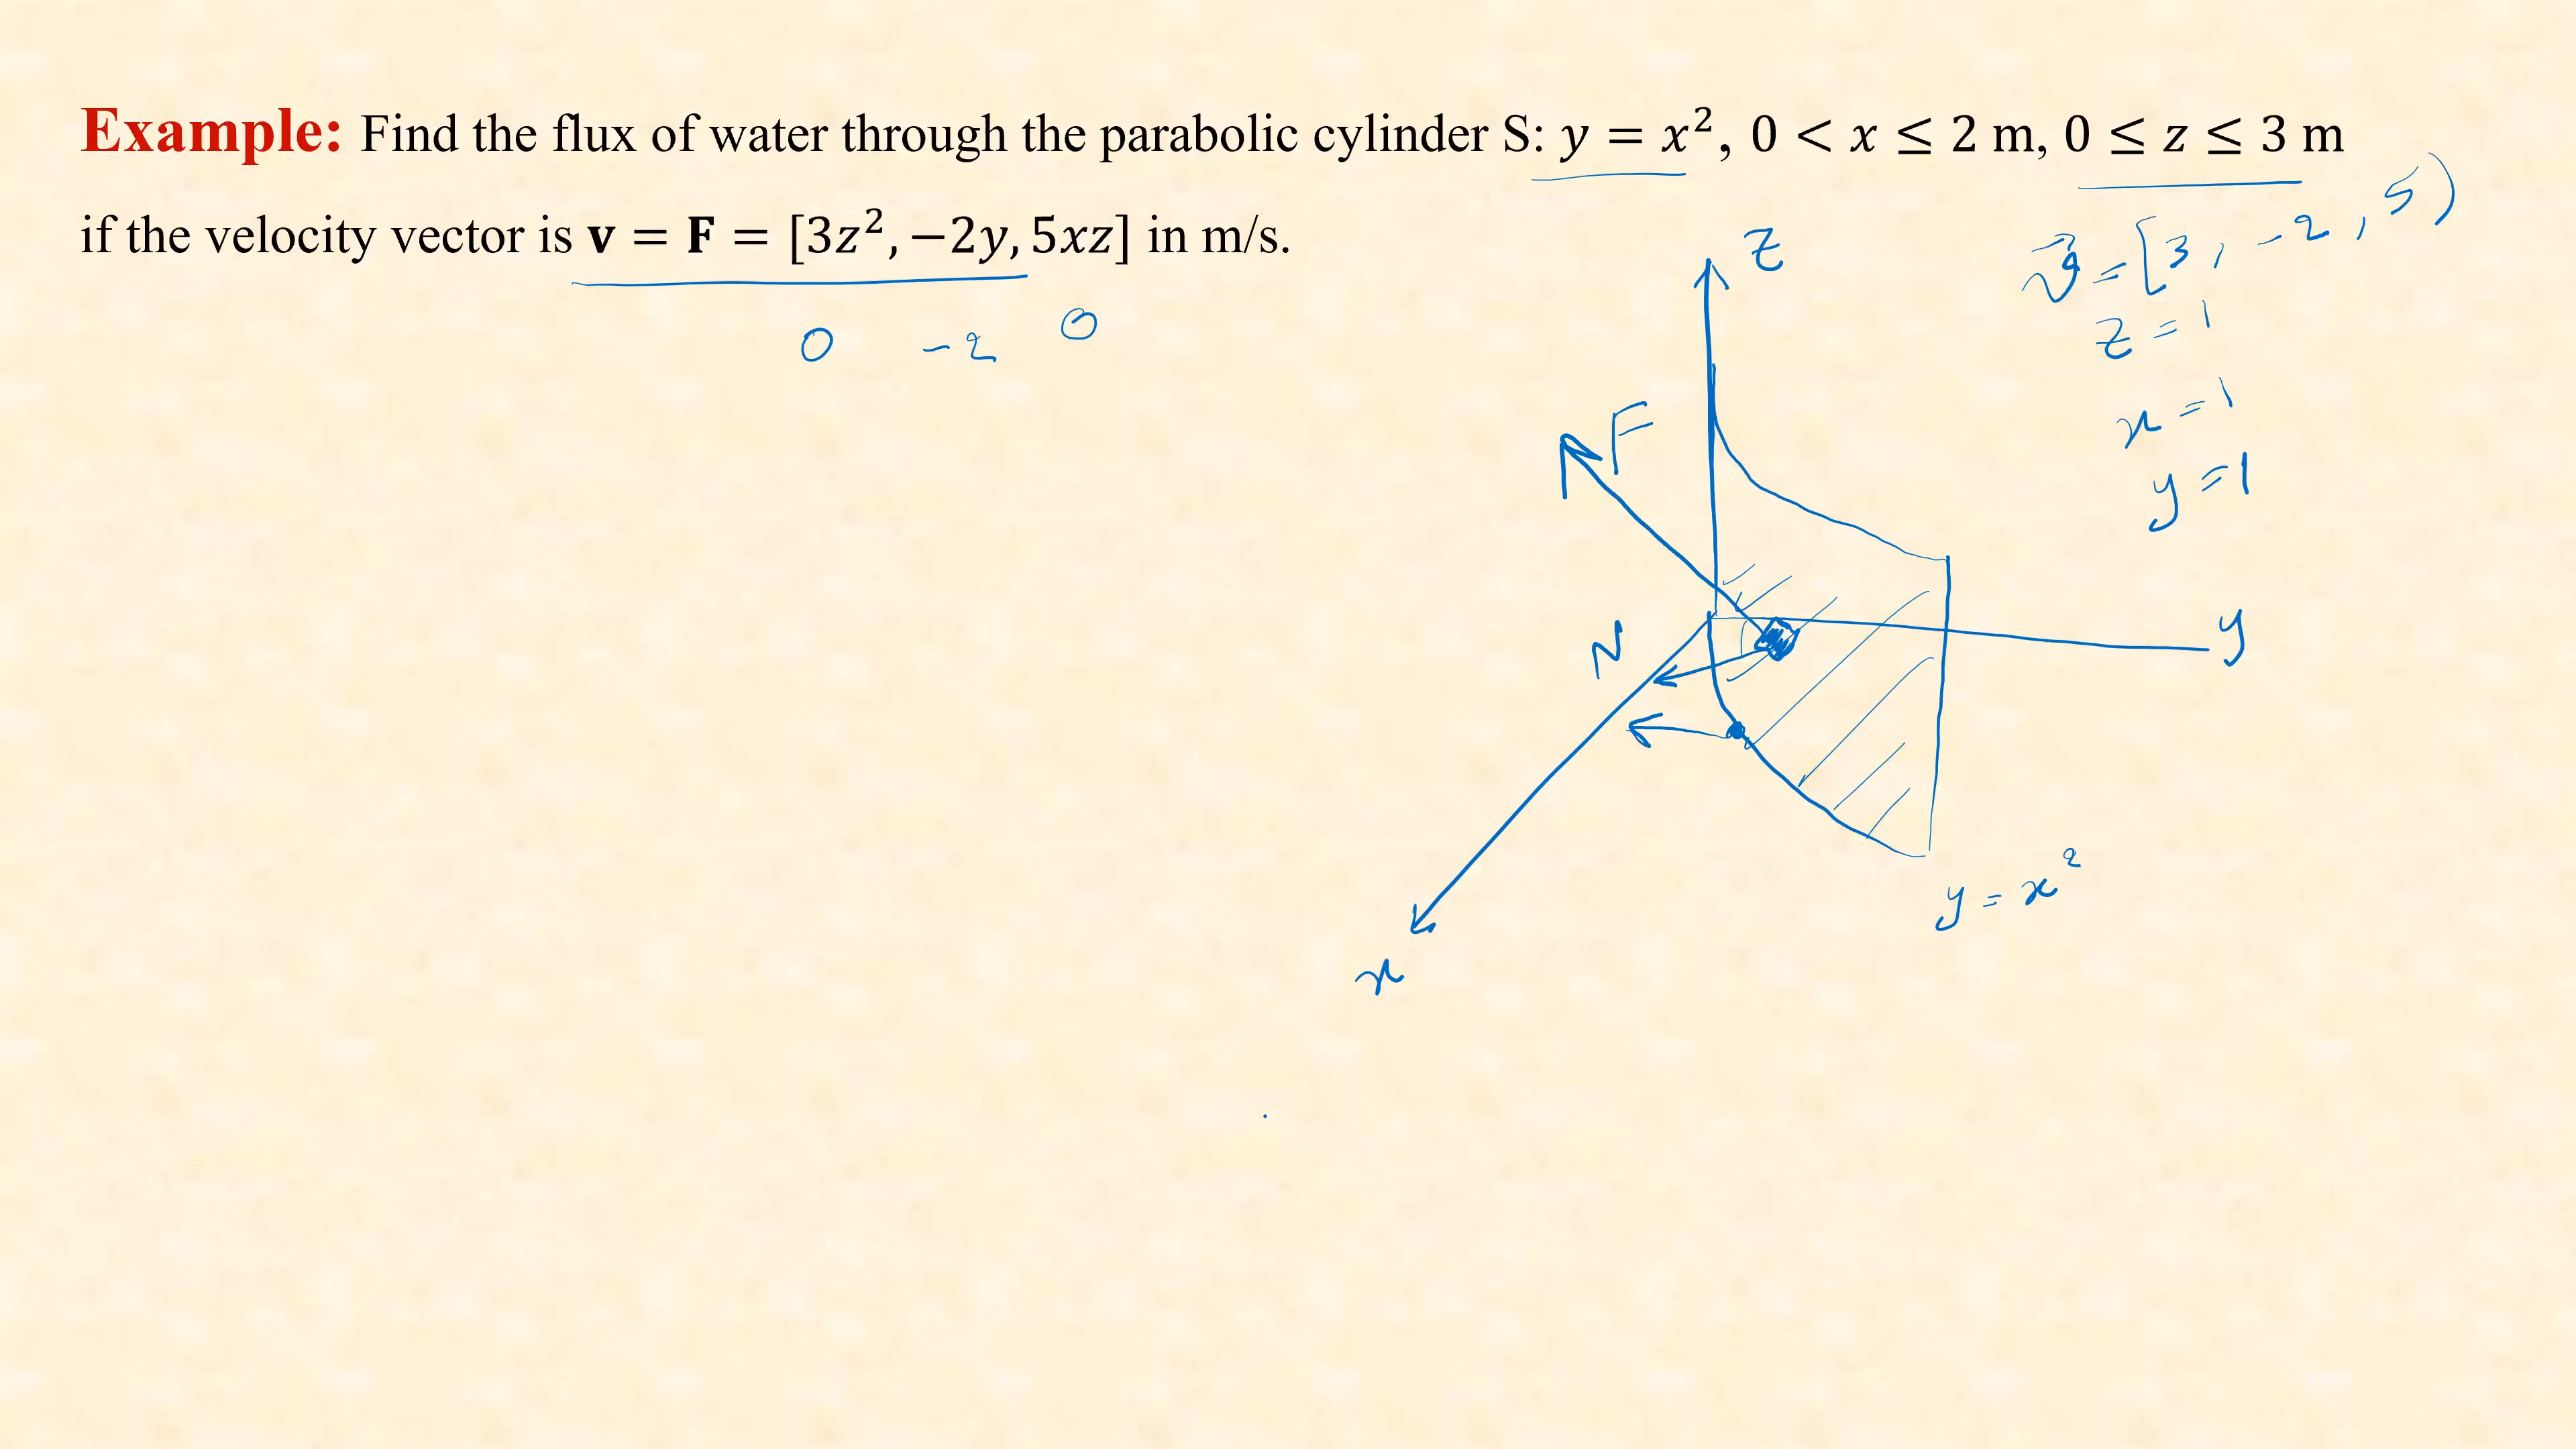 Example: Find the flux of water through the parabolic cylinder S: y = x², 0 < x ≤ 2 m, 0 ≤ z ≤ 3 m
if the velocity vector is v = F = [3z², −2y, 5xz] in m/s.
0 −2 0
v⃗ = [3, −2, 5)
z = 1
x = 1
y = 1
z
F
N
y
y = x²
x